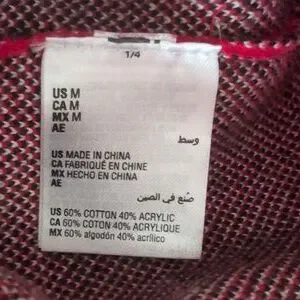 1/4
US M
CA M
MX M
AE
وسط
US MADE IN CHINA
CA FABRIQUÉ EN CHINE
MX HECHO EN CHINA
AE
صنع في الصين
US 60% COTTON 40% ACRYLIC
CA 60% COTTON 40% ACRYLIQUE
MX 60% algodón 40% acrílico